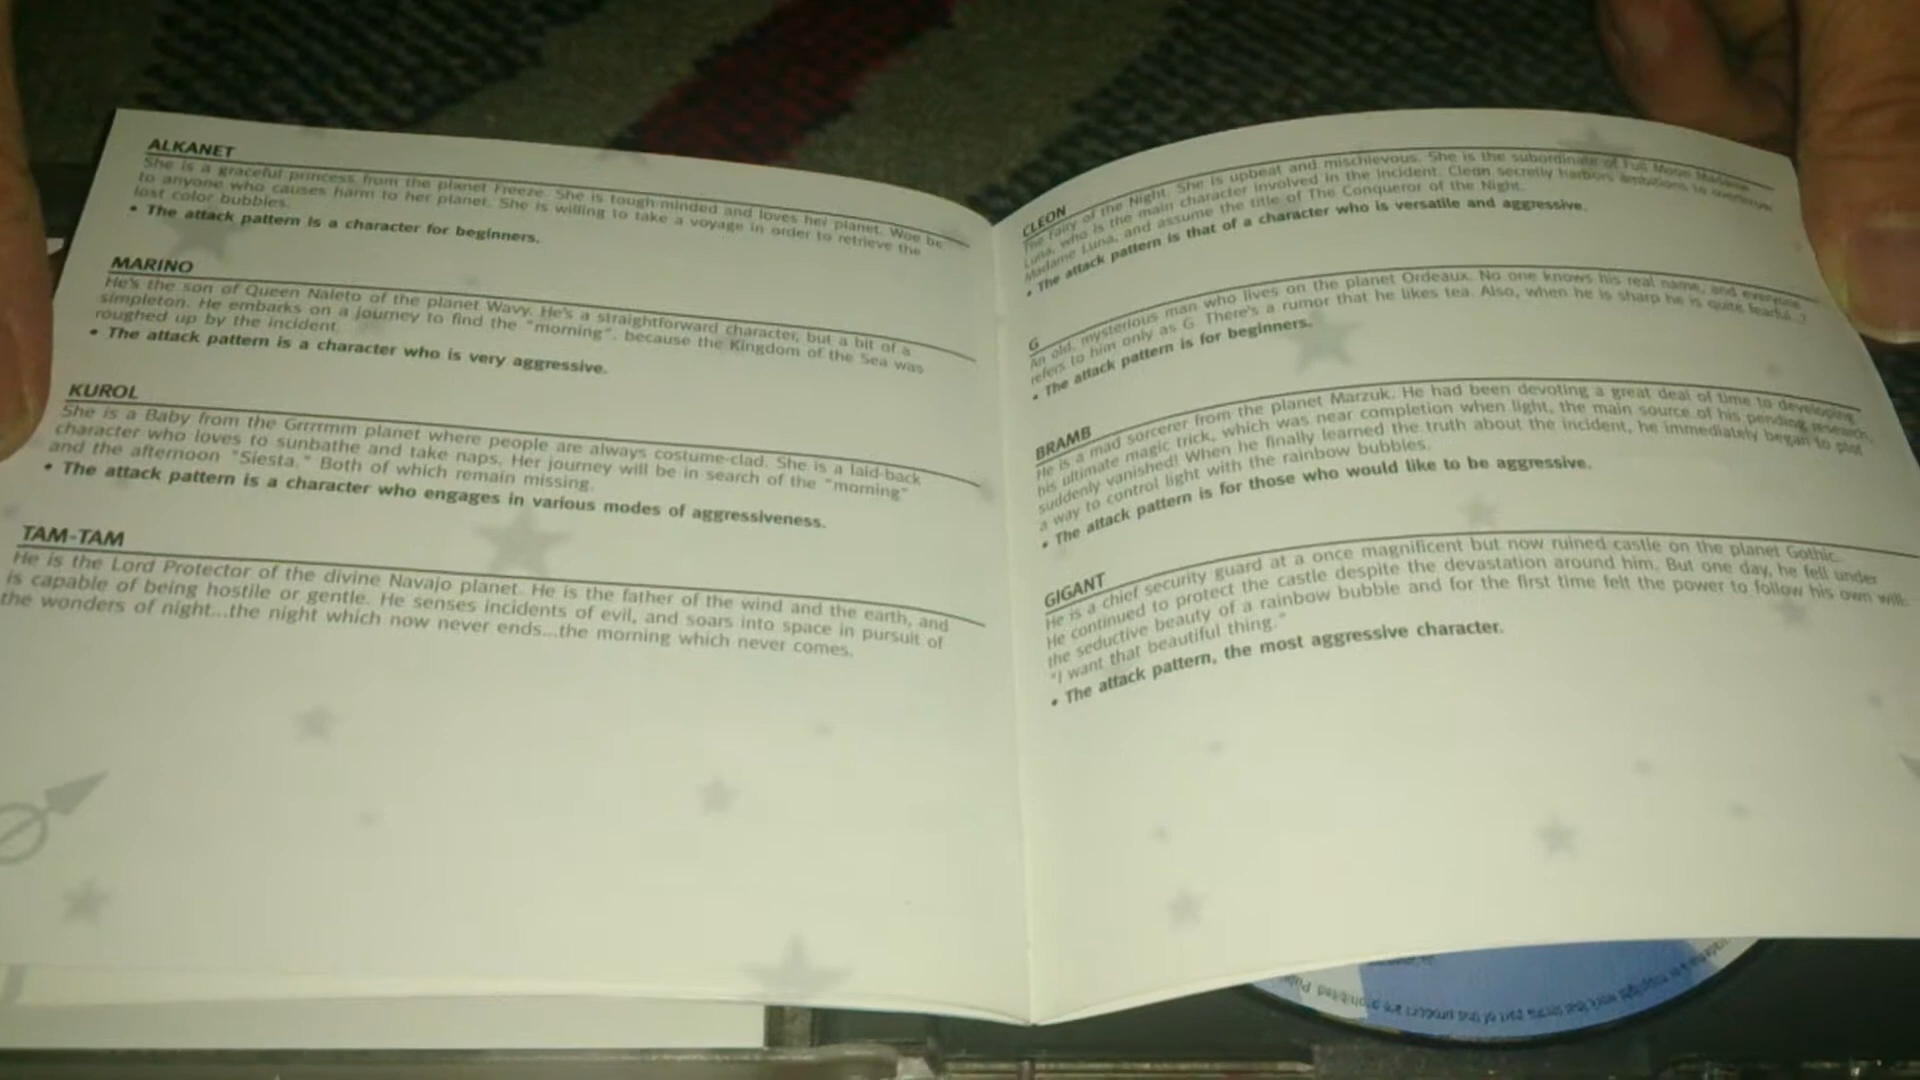 ALKANET
She is a graceful princess from the planet Freeze. She is tough-minded and loves her planet. Woe be
to anyone who causes harm to her planet. She is willing to take a voyage in order to retrieve the
lost color bubbles.
• The attack pattern is a character for beginners.
MARINO
He's the son of Queen Naleto of the planet Wavy. He's a straightforward character, but a bit of a
simpleton. He embarks on a journey to find the "morning", because the Kingdom of the Sea was
roughed up by the incident.
• The attack pattern is a character who is very aggressive.
KUROL
She is a Baby from the Grrrrmm planet where people are always costume-clad. She is a laid-back
character who loves to sunbathe and take naps. Her journey will be in search of the "morning"
and the afternoon "Siesta." Both of which remain missing.
• The attack pattern is a character who engages in various modes of aggressiveness.
TAM-TAM
He is the Lord Protector of the divine Navajo planet. He is the father of the wind and the earth, and
is capable of being hostile or gentle. He senses incidents of evil, and soars into space in pursuit of
the wonders of night...the night which now never ends...the morning which never comes.
CLEON
The Fairy of the Night. She is upbeat and mischievous. She is the subordinate of Full Moon Madame
Luna, who is the main character involved in the incident. Cleon secretly harbors ambitions to overthrow
Madame Luna, and assume the title of The Conqueror of the Night.
• The attack pattern is that of a character who is versatile and aggressive.
G
An old, mysterious man who lives on the planet Ordeaux. No one knows his real name, and everyone
refers to him only as G. There's a rumor that he likes tea. Also, when he is sharp he is quite fearful...?
• The attack pattern is for beginners.
BRAMB
He is a mad sorcerer from the planet Marzuk. He had been devoting a great deal of time to developing
his ultimate magic trick, which was near completion when light, the main source of his pending research,
suddenly vanished! When he finally learned the truth about the incident, he immediately began to plot
a way to control light with the rainbow bubbles.
• The attack pattern is for those who would like to be aggressive.
GIGANT
He is a chief security guard at a once magnificent but now ruined castle on the planet Gothic.
He continued to protect the castle despite the devastation around him. But one day, he fell under
the seductive beauty of a rainbow bubble and for the first time felt the power to follow his own will:
"I want that beautiful thing."
• The attack pattern, the most aggressive character.